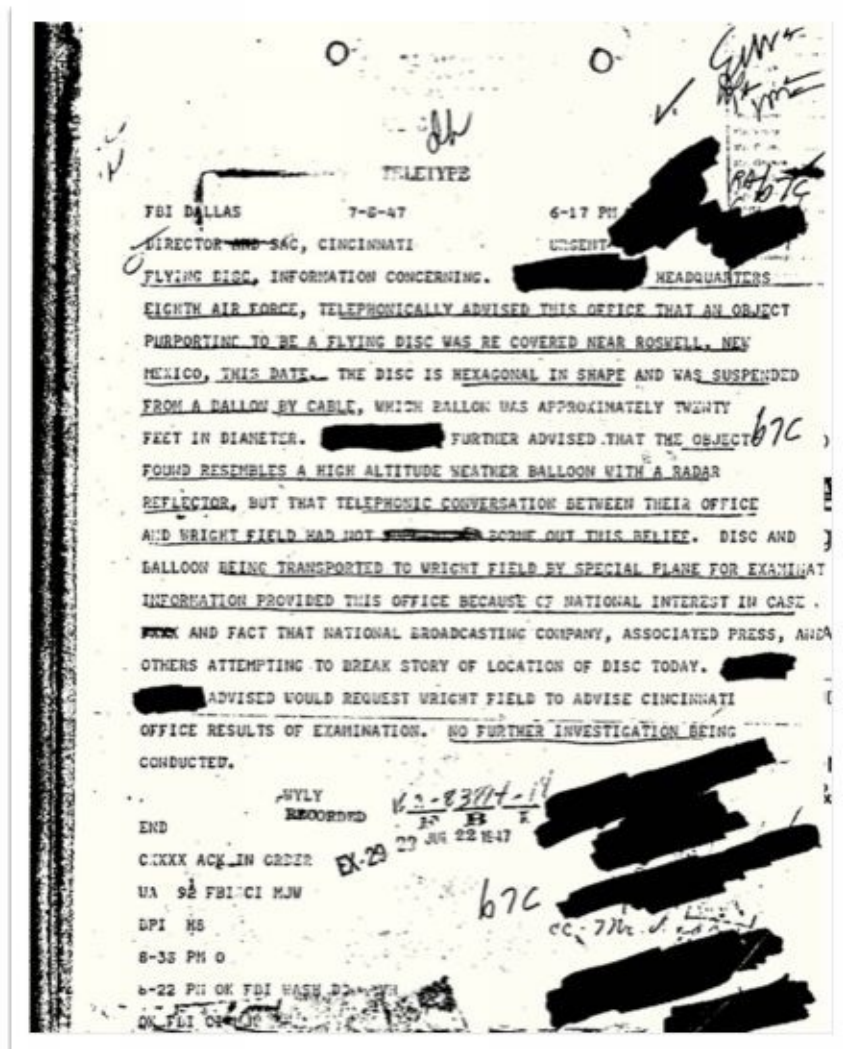 TELETYPE
FBI DALLAS 7-8-47 6-17 PM
DIRECTOR AND SAC, CINCINNATI URGENT
FLYING DISC, INFORMATION CONCERNING. HEADQUARTERS
EIGHTH AIR FORCE, TELEPHONICALLY ADVISED THIS OFFICE THAT AN OBJECT
PURPORTING TO BE A FLYING DISC WAS RE COVERED NEAR ROSWELL, NEW
MEXICO, THIS DATE. THE DISC IS HEXAGONAL IN SHAPE AND WAS SUSPENDED
FROM A BALLON BY CABLE, WHICH BALLON WAS APPROXIMATELY TWENTY
FEET IN DIAMETER. FURTHER ADVISED THAT THE OBJECT b7C
FOUND RESEMBLES A HIGH ALTITUDE WEATHER BALLOON WITH A RADAR
REFLECTOR, BUT THAT TELEPHONIC CONVERSATION BETWEEN THEIR OFFICE
AND WRIGHT FIELD HAD NOT BORNE OUT THIS BELIEF. DISC AND
BALLOON BEING TRANSPORTED TO WRIGHT FIELD BY SPECIAL PLANE FOR EXAMINAT
INFORMATION PROVIDED THIS OFFICE BECAUSE OF NATIONAL INTEREST IN CASE .
XXXX AND FACT THAT NATIONAL BROADCASTING COMPANY, ASSOCIATED PRESS, AND
OTHERS ATTEMPTING TO BREAK STORY OF LOCATION OF DISC TODAY.
ADVISED WOULD REQUEST WRIGHT FIELD TO ADVISE CINCINNATI
OFFICE RESULTS OF EXAMINATION. NO FURTHER INVESTIGATION BEING
CONDUCTED.
WYLY
RECORDED
END
CXXXX ACK IN ORDER EX-29
UA 92 FBI CI MJW
b7C
BPI HS
8-38 PM O
6-22 PM OK FBI WASH